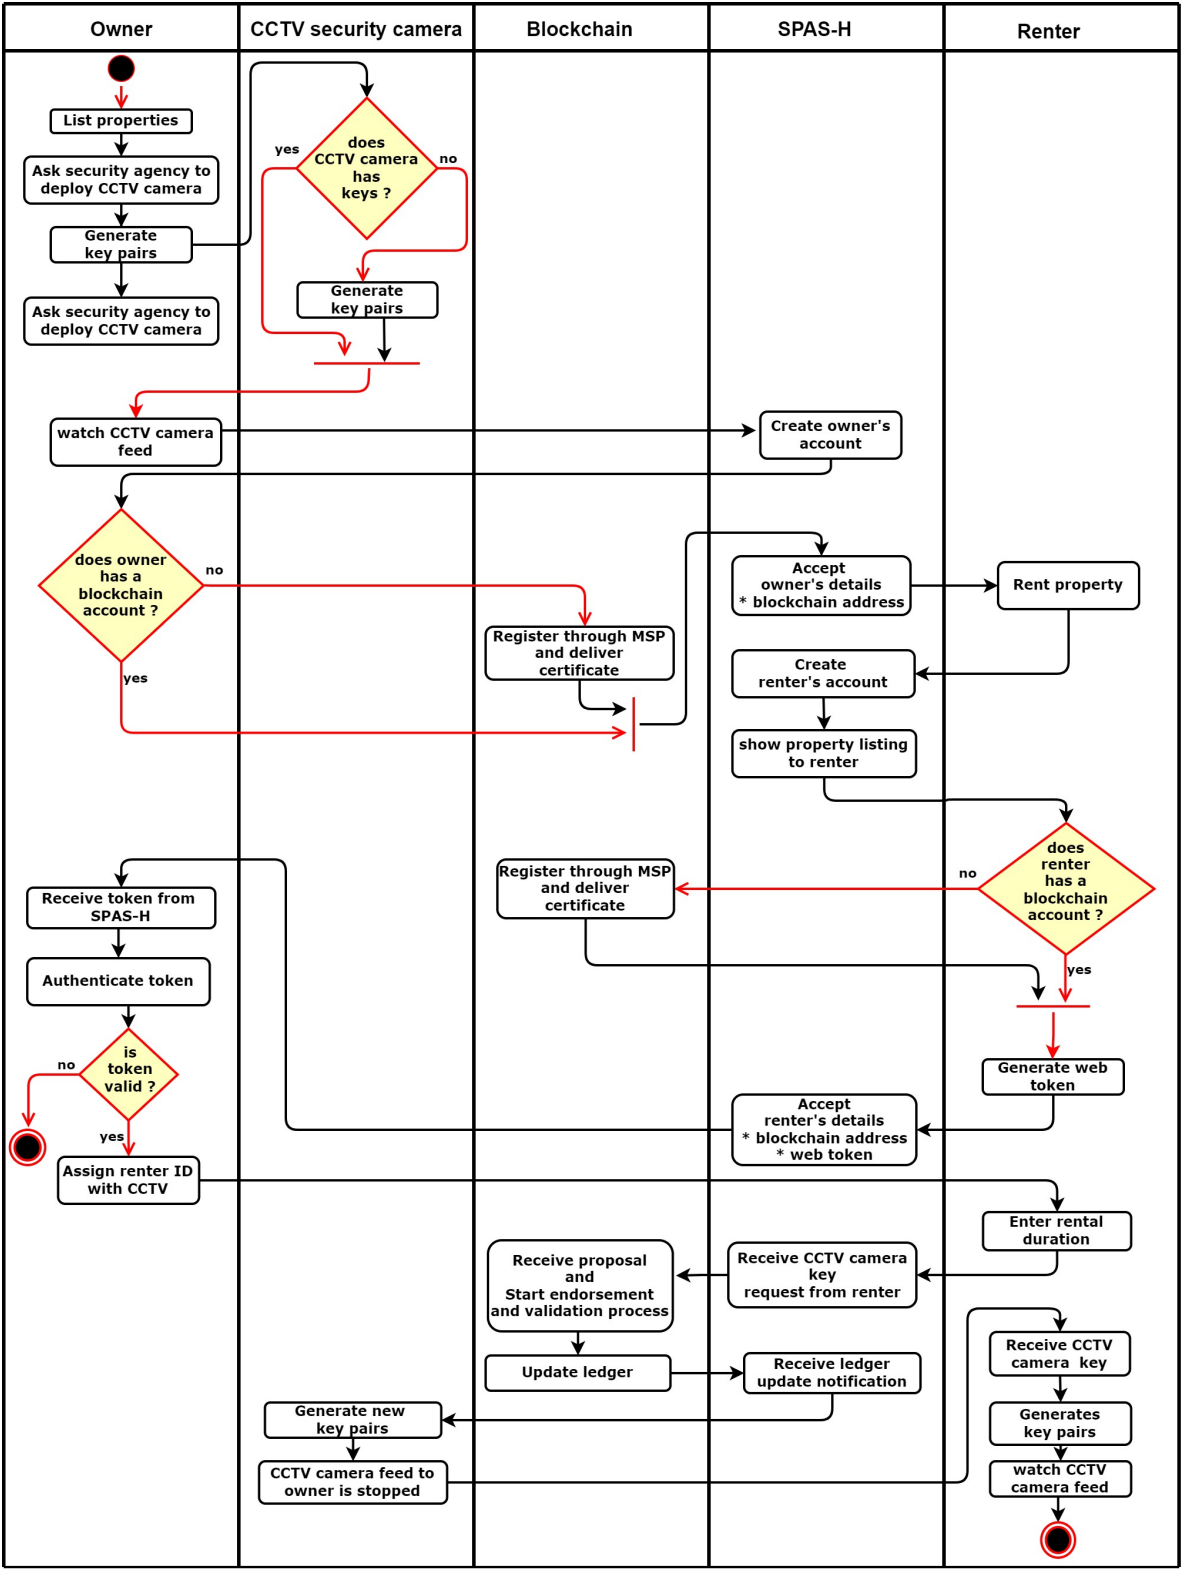 Owner
CCTV security camera
Blockchain
SPAS-H
Renter
List properties
Ask security agency to
deploy CCTV camera
Generate
key pairs
Ask security agency to
deploy CCTV camera
does
CCTV camera
has
keys ?
yes
no
Generate
key pairs
watch CCTV camera
feed
Create owner's
account
does owner
has a
blockchain
account ?
no
yes
Register through MSP
and deliver
certificate
Accept
owner's details
* blockchain address
Rent property
Create
renter's account
show property listing
to renter
does
renter
has a
blockchain
account ?
no
yes
Register through MSP
and deliver
certificate
Generate web
token
Accept
renter's details
* blockchain address
* web token
Receive token from
SPAS-H
Authenticate token
is
token
valid ?
no
yes
Assign renter ID
with CCTV
Enter rental
duration
Receive CCTV camera
key
request from renter
Receive proposal
and
Start endorsement
and validation process
Update ledger
Receive ledger
update notification
Generate new
key pairs
CCTV camera feed to
owner is stopped
Receive CCTV
camera  key
Generates
key pairs
watch CCTV
camera feed